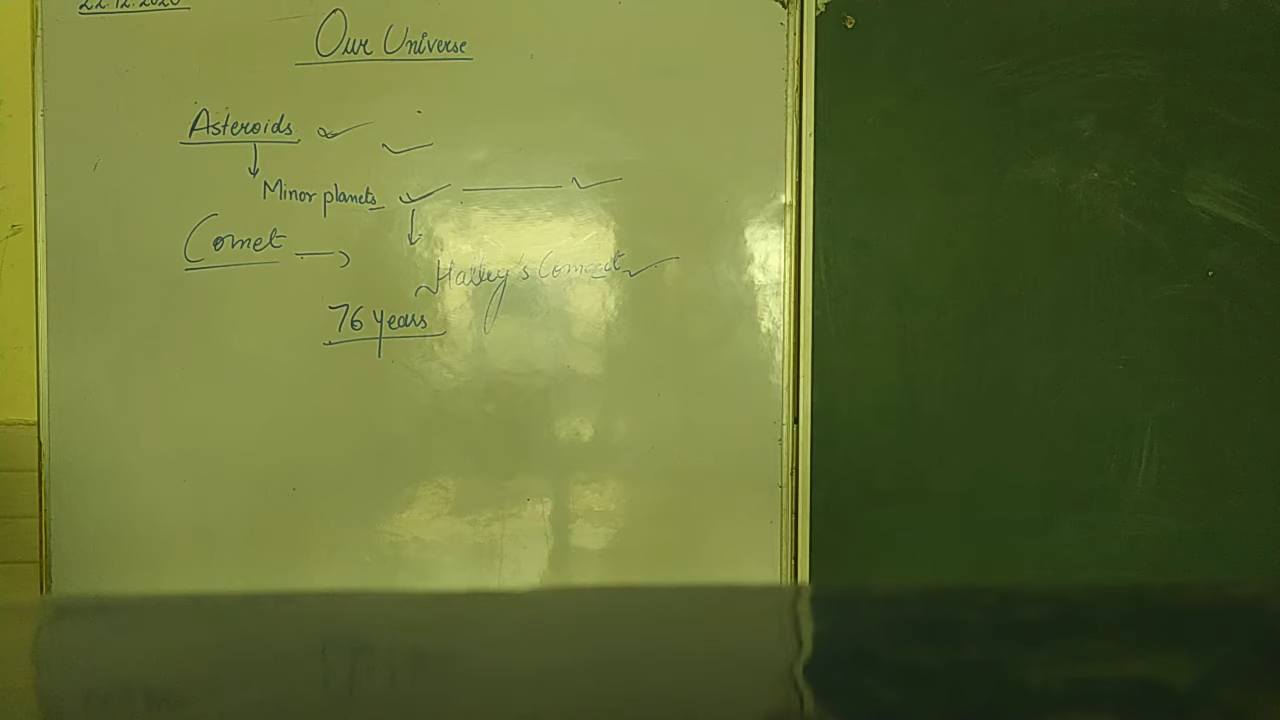 22.12.2020
Our Universe
Asteroids
Minor planets
Comet
Halley's Comet
76 years